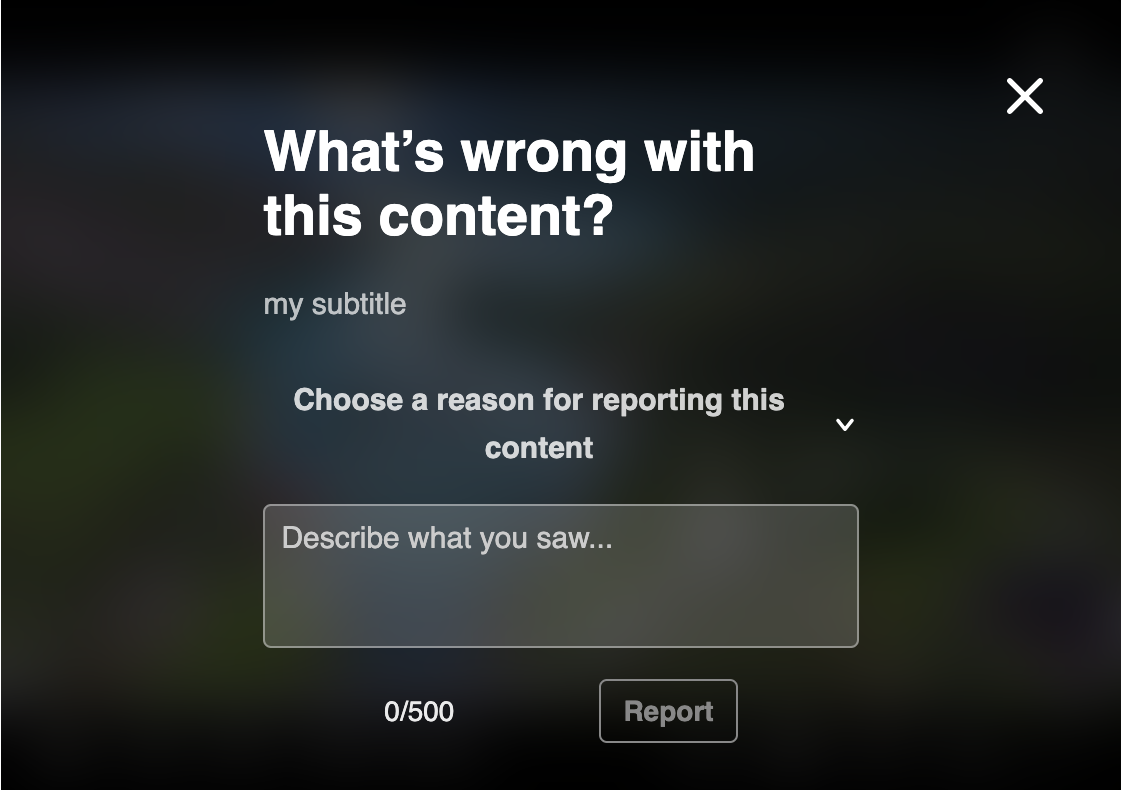 What’s wrong with
this content?
my subtitle
Choose a reason for reporting this
content
Describe what you saw...
0/500
Report